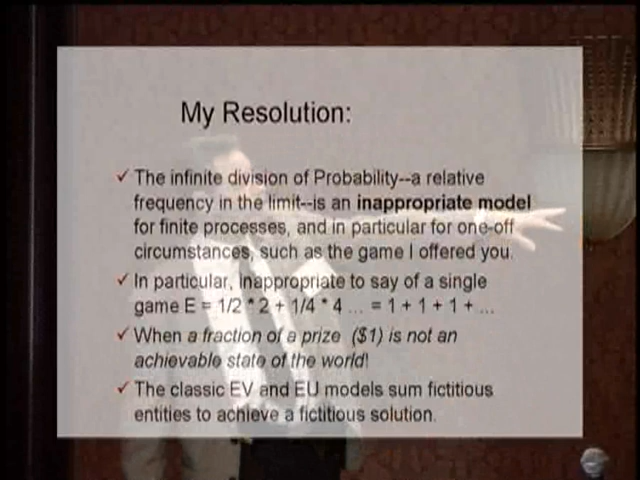 My Resolution:
✓ The infinite division of Probability--a relative
frequency in the limit--is an inappropriate model
for finite processes, and in particular for one-off
circumstances, such as the game I offered you.
✓ In particular, inappropriate to say of a single
game E = 1/2 * 2 + 1/4 * 4 ... = 1 + 1 + 1 + ...
✓ When a fraction of a prize ($1) is not an
achievable state of the world!
✓ The classic EV and EU models sum fictitious
entities to achieve a fictitious solution.